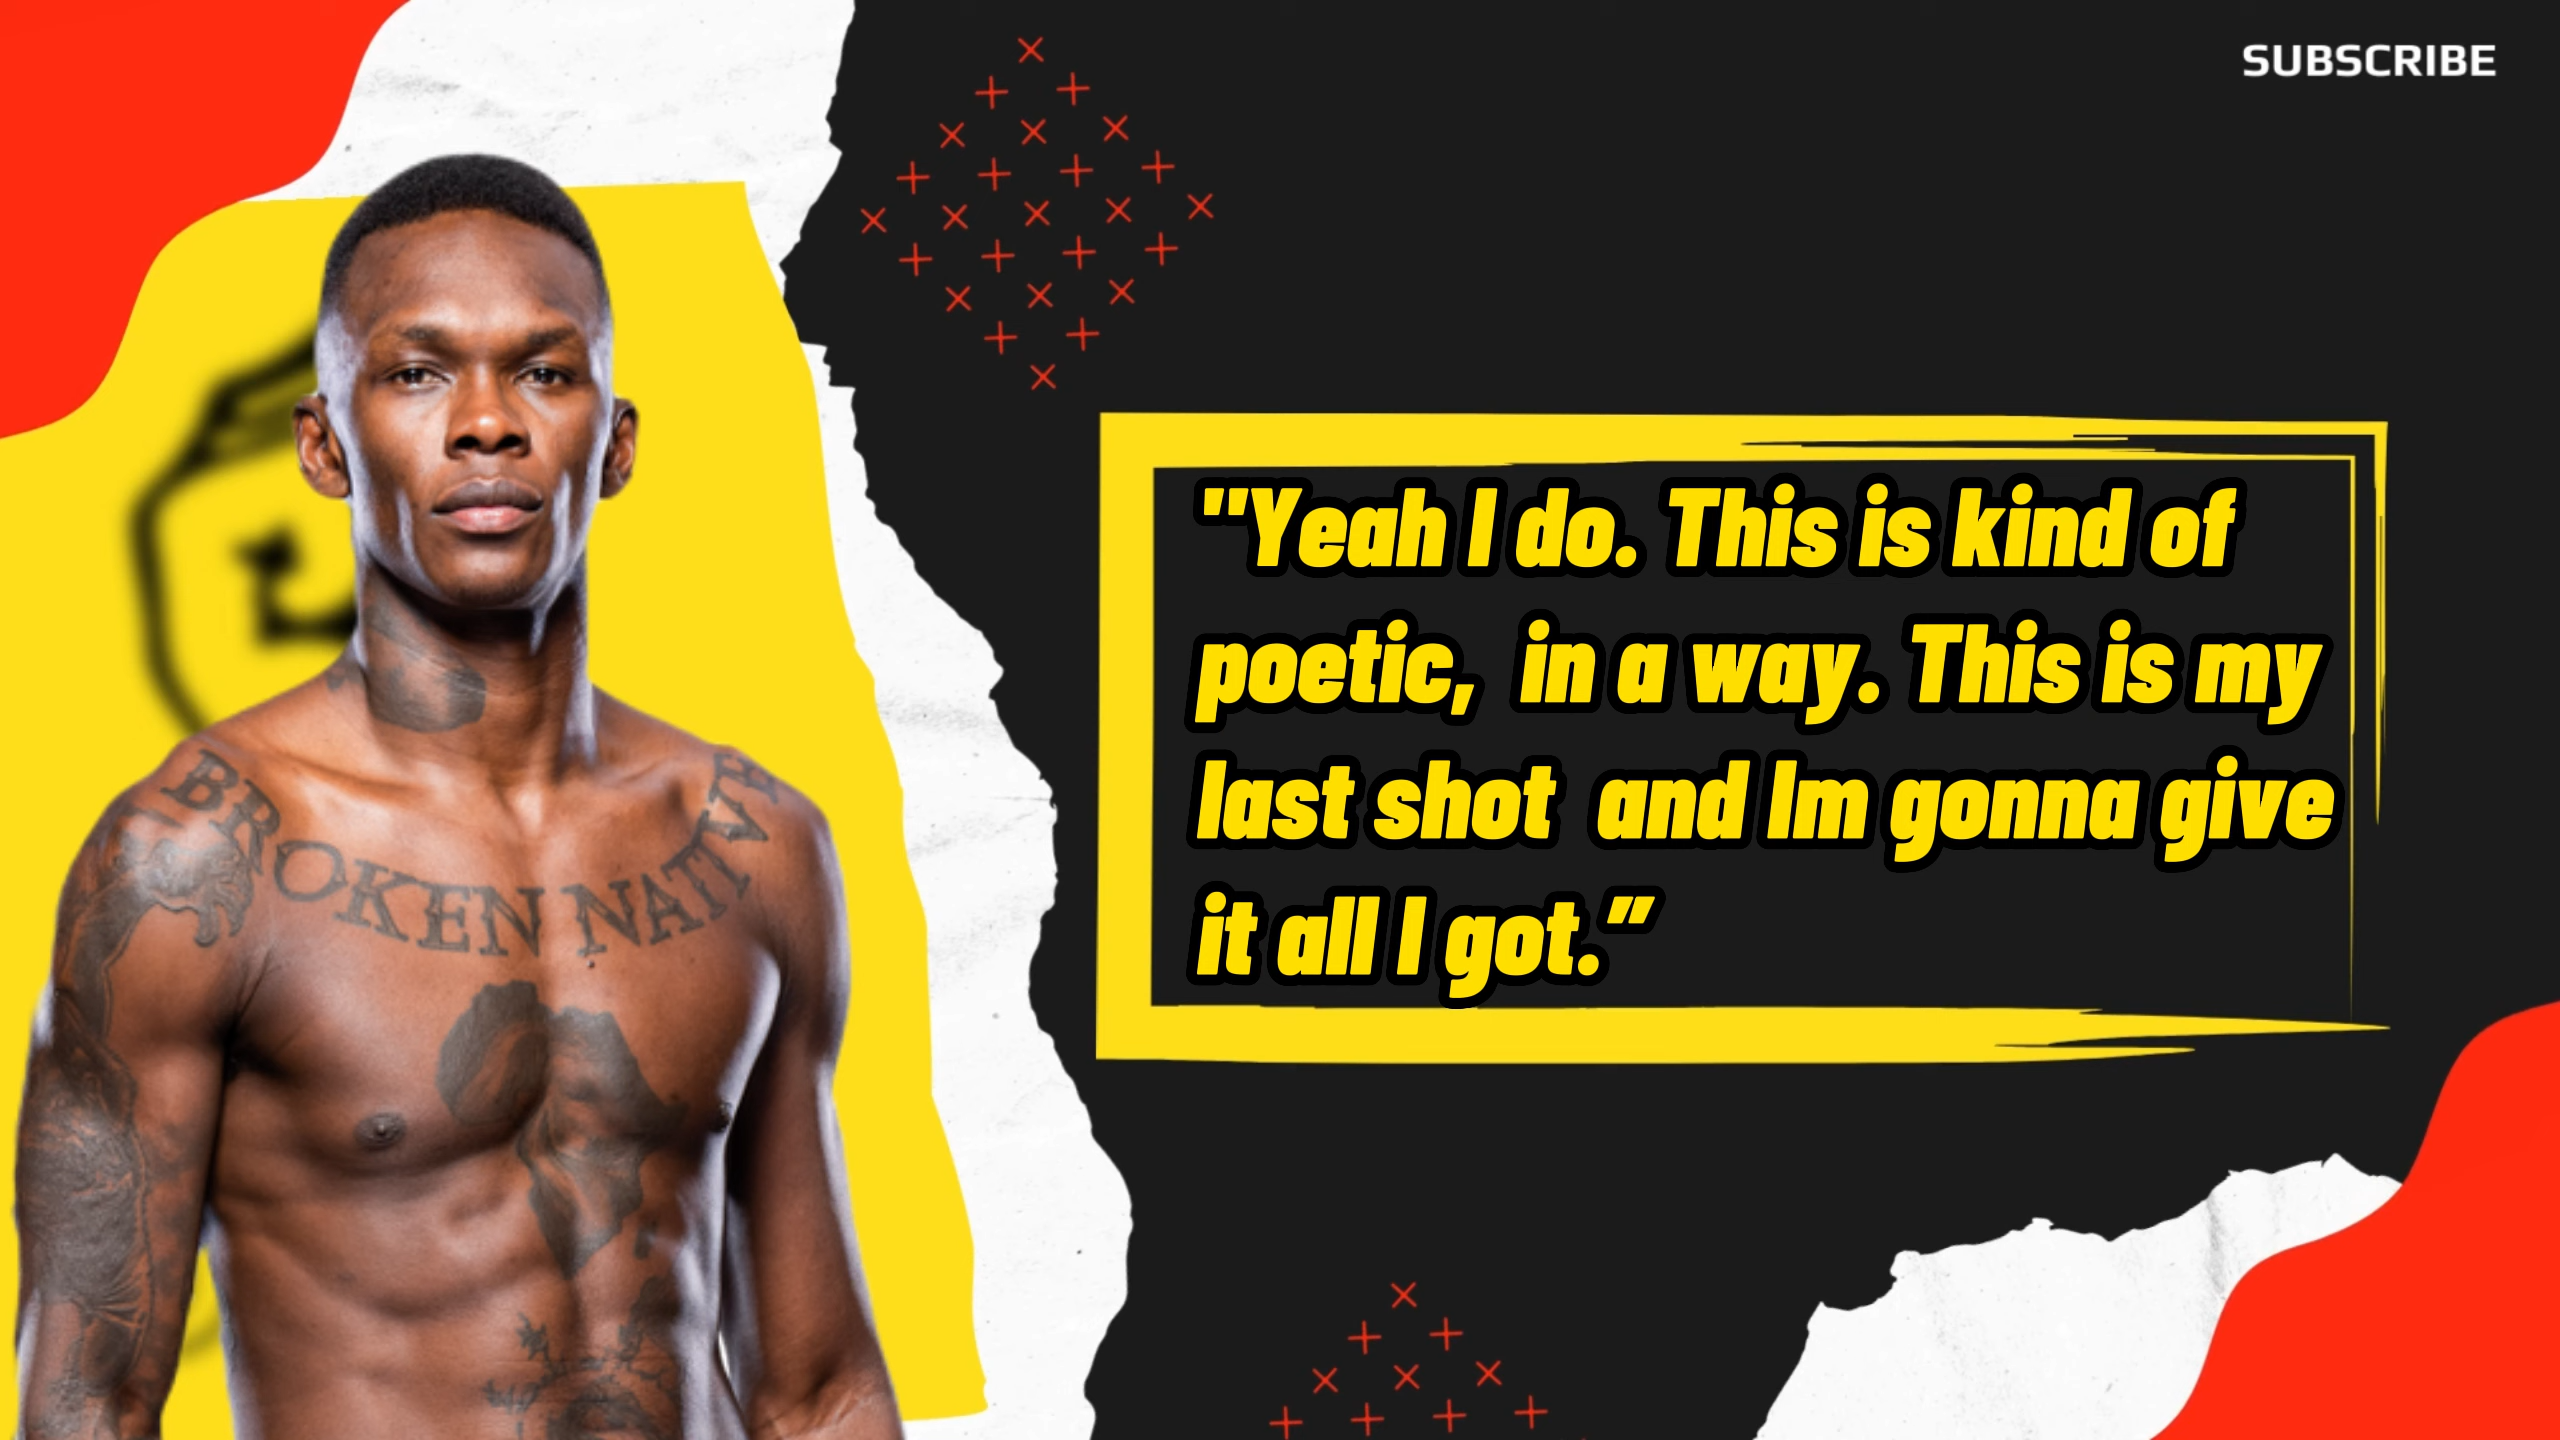 SUBSCRIBE
"Yeah I do. This is kind of
poetic,  in a way. This is my
last shot  and Im gonna give
it all I got.”
BROKEN NATIVE